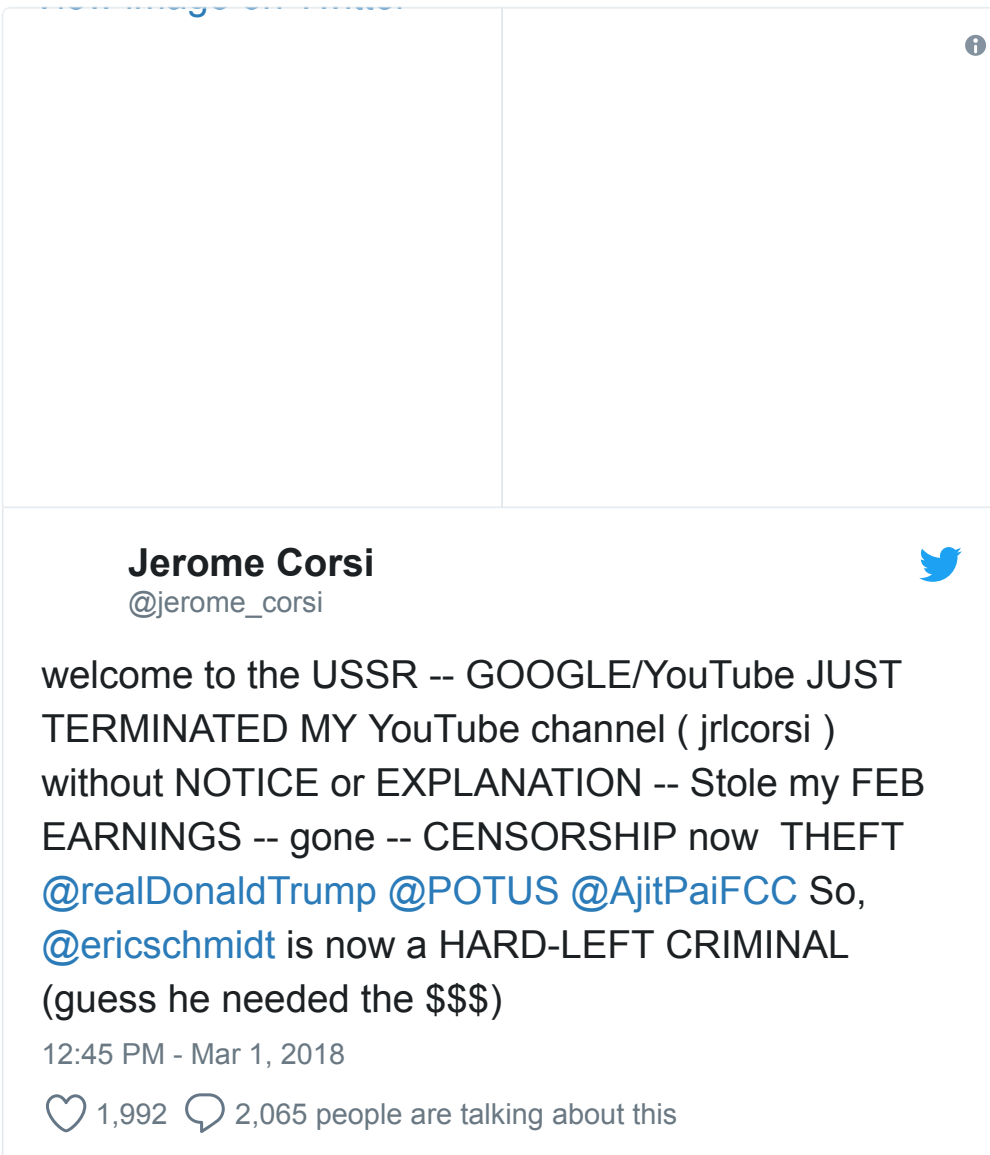 Jerome Corsi
@jerome_corsi
welcome to the USSR -- GOOGLE/YouTube JUST
TERMINATED MY YouTube channel ( jrlcorsi )
without NOTICE or EXPLANATION -- Stole my FEB
EARNINGS -- gone -- CENSORSHIP now  THEFT
@realDonaldTrump @POTUS @AjitPaiFCC So,
@ericschmidt is now a HARD-LEFT CRIMINAL
(guess he needed the $$$)
12:45 PM - Mar 1, 2018
1,992 2,065 people are talking about this